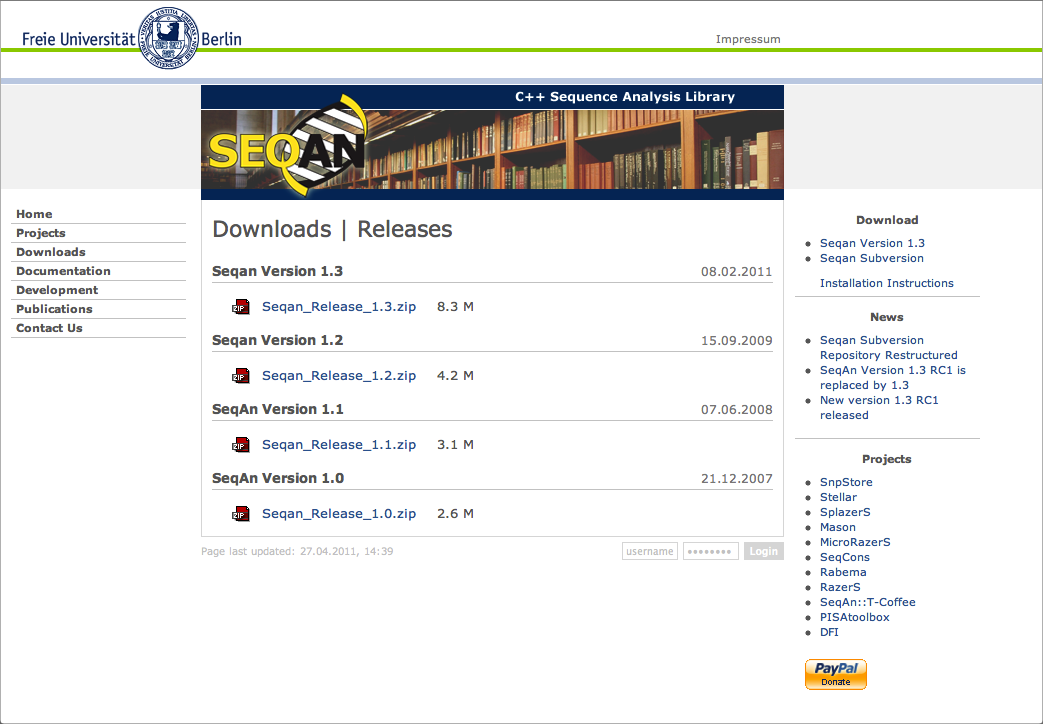 Freie Universität Berlin
Impressum
C++ Sequence Analysis Library
SEQAN
Home
Projects
Downloads
Documentation
Development
Publications
Contact Us
Downloads | Releases
Seqan Version 1.3 08.02.2011
ZIP Seqan_Release_1.3.zip 8.3 M
Seqan Version 1.2 15.09.2009
ZIP Seqan_Release_1.2.zip 4.2 M
SeqAn Version 1.1 07.06.2008
ZIP Seqan_Release_1.1.zip 3.1 M
SeqAn Version 1.0 21.12.2007
ZIP Seqan_Release_1.0.zip 2.6 M
Page last updated: 27.04.2011, 14:39
username •••••••• Login
Download
Seqan Version 1.3
Seqan Subversion
Installation Instructions
News
Seqan Subversion
Repository Restructured
SeqAn Version 1.3 RC1 is
replaced by 1.3
New version 1.3 RC1
released
Projects
SnpStore
Stellar
SplazerS
Mason
MicroRazerS
SeqCons
Rabema
RazerS
SeqAn::T-Coffee
PISAtoolbox
DFI
PayPal
Donate